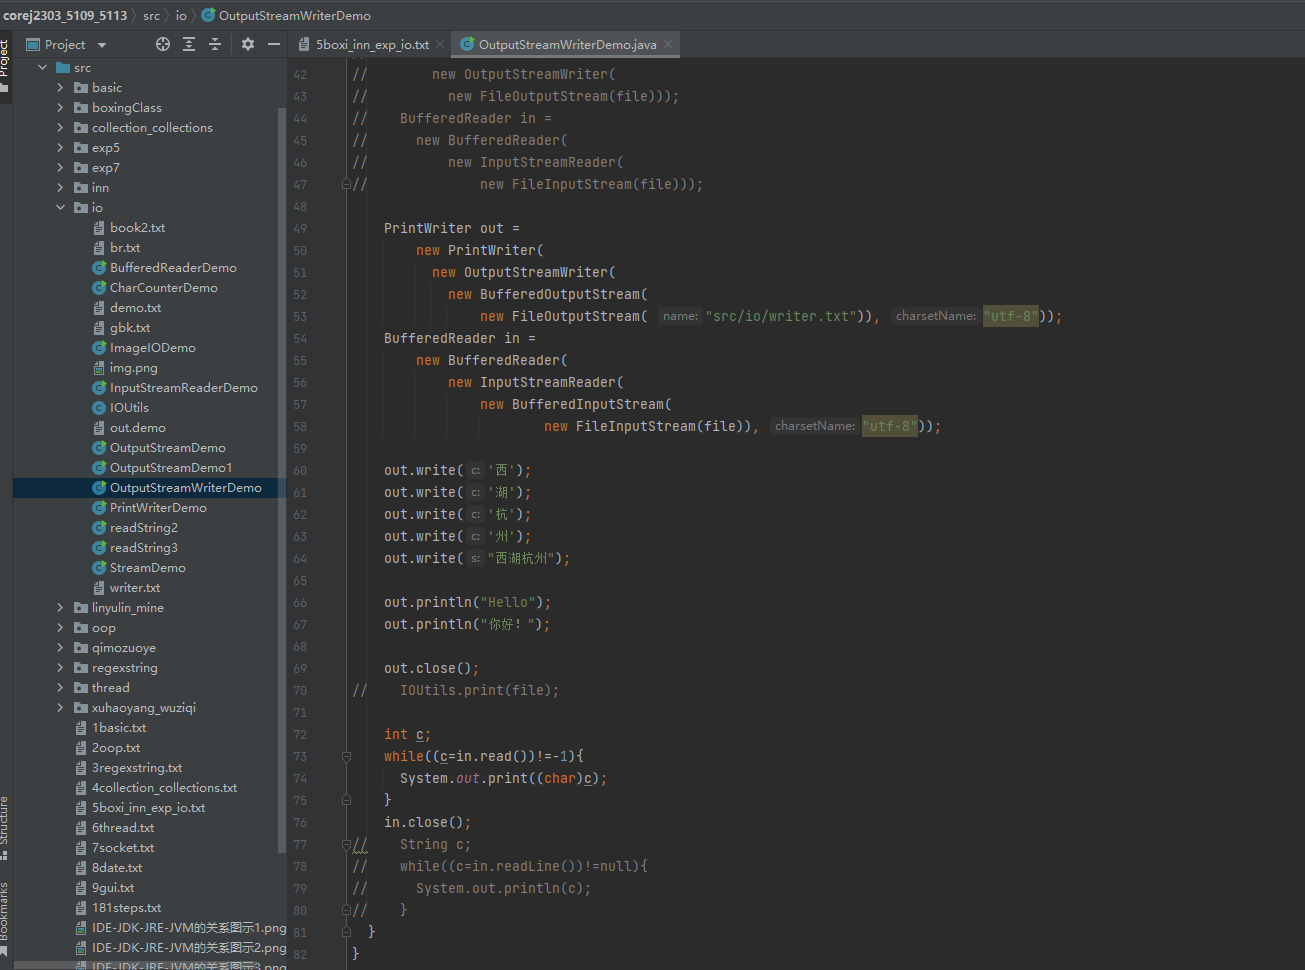 corej2303_5109_5113 src io OutputStreamWriterDemo
Project
Project
5boxi_inn_exp_io.txt
OutputStreamWriterDemo.java
src
basic
boxingClass
collection_collections
exp5
exp7
inn
io
book2.txt
br.txt
BufferedReaderDemo
CharCounterDemo
demo.txt
gbk.txt
ImageIODemo
img.png
InputStreamReaderDemo
IOUtils
out.demo
OutputStreamDemo
OutputStreamDemo1
OutputStreamWriterDemo
PrintWriterDemo
readString2
readString3
StreamDemo
writer.txt
linyulin_mine
oop
qimozuoye
regexstring
thread
xuhaoyang_wuziqi
1basic.txt
2oop.txt
3regexstring.txt
4collection_collections.txt
5boxi_inn_exp_io.txt
6thread.txt
7socket.txt
8date.txt
9gui.txt
181steps.txt
IDE-JDK-JRE-JVM的关系图示1.png
IDE-JDK-JRE-JVM的关系图示2.png
IDE-JDK-JRE-JVM的关系图示3.png
Structure
Bookmarks
42 // new OutputStreamWriter(
43 // new FileOutputStream(file)));
44 // BufferedReader in =
45 // new BufferedReader(
46 // new InputStreamReader(
47 // new FileInputStream(file)));
48
49 PrintWriter out =
50 new PrintWriter(
51 new OutputStreamWriter(
52 new BufferedOutputStream(
53 new FileOutputStream( name: "src/io/writer.txt")), charsetName: "utf-8"));
54 BufferedReader in =
55 new BufferedReader(
56 new InputStreamReader(
57 new BufferedInputStream(
58 new FileInputStream(file)), charsetName: "utf-8"));
59
60 out.write( c: '西');
61 out.write( c: '湖');
62 out.write( c: '杭');
63 out.write( c: '州');
64 out.write( s: "西湖杭州");
65
66 out.println("Hello");
67 out.println("你好！");
68
69 out.close();
70 // IOUtils.print(file);
71
72 int c;
73 while((c=in.read())!=-1){
74 System.out.print((char)c);
75 }
76 in.close();
77 // String c;
78 // while((c=in.readLine())!=null){
79 // System.out.println(c);
80 // }
81 }
82 }